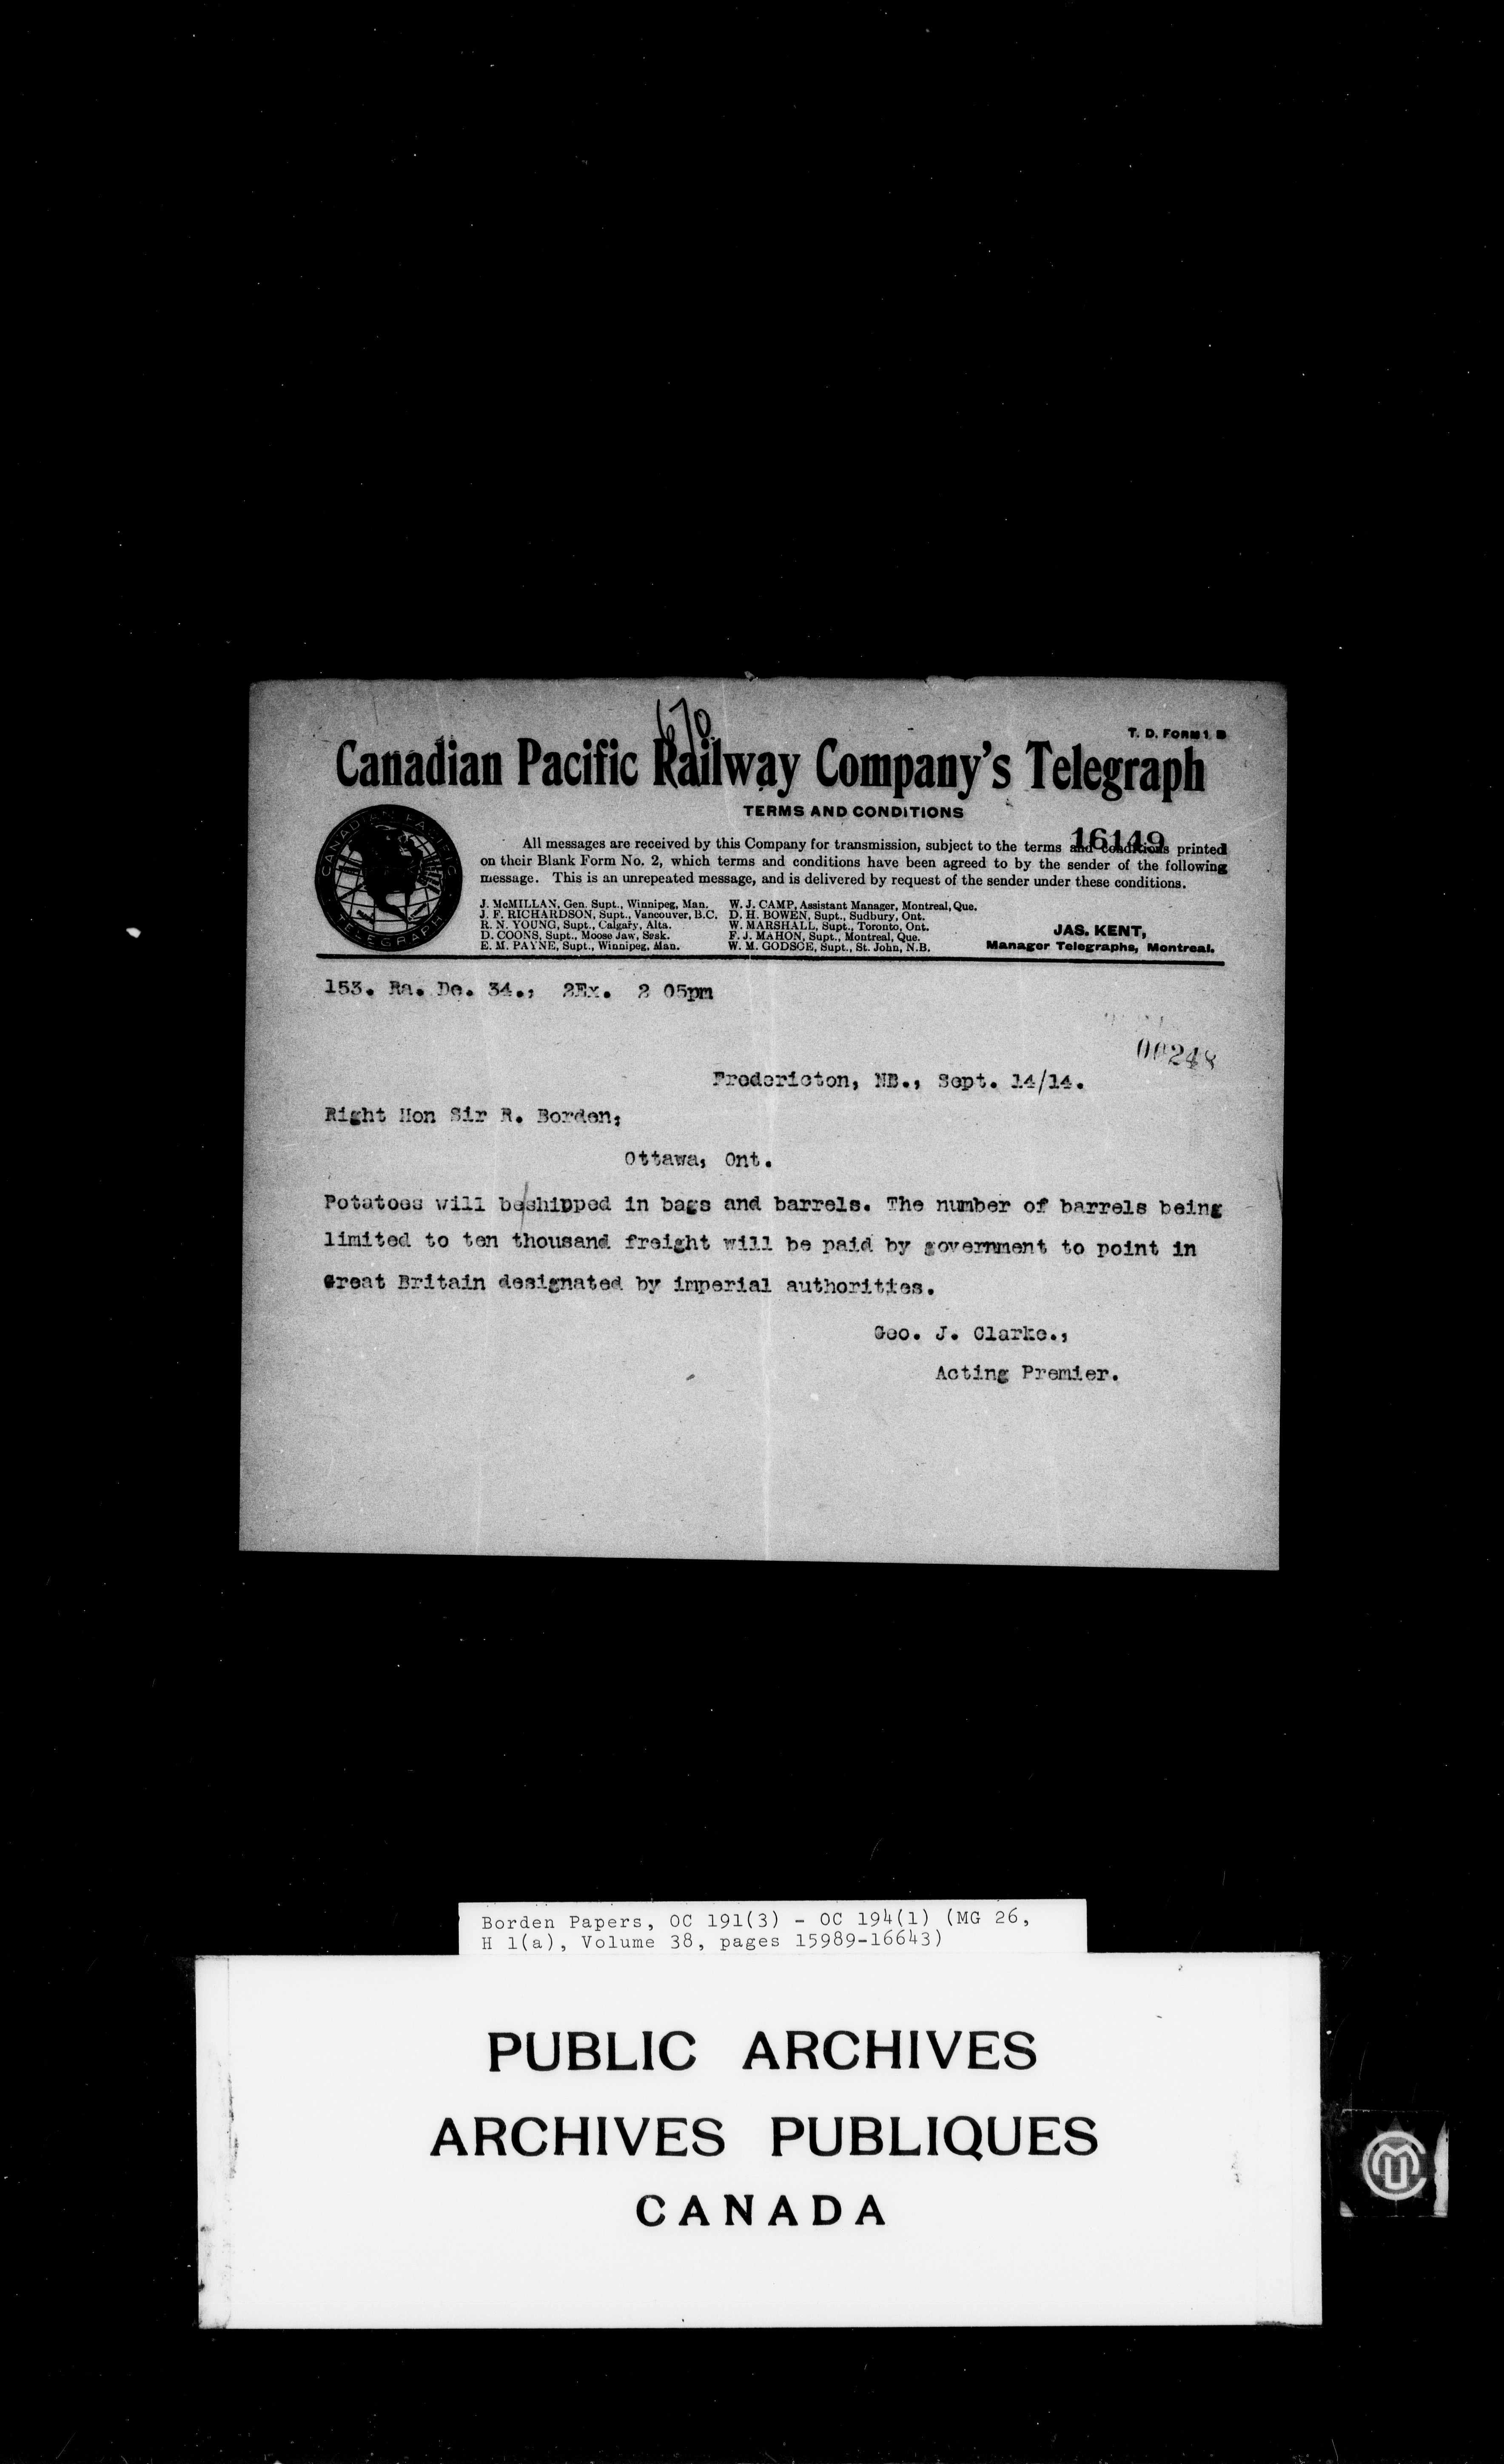 670
T. D. FORM 1 B
Canadian Pacific Railway Company's Telegraph
TERMS AND CONDITIONS
16149
All messages are received by this Company for transmission, subject to the terms and conditions printed
on their Blank Form No. 2, which terms and conditions have been agreed to by the sender of the following
message. This is an unrepeated message, and is delivered by request of the sender under these conditions.
CANADIAN PACIFIC
TELEGRAPH
J. McMILLAN, Gen. Supt., Winnipeg, Man. W. J. CAMP, Assistant Manager, Montreal, Que.
J. F. RICHARDSON, Supt., Vancouver, B.C. D. H. BOWEN, Supt., Sudbury, Ont.
R. N. YOUNG, Supt., Calgary, Alta. W. MARSHALL, Supt., Toronto, Ont.
D. COONS, Supt., Moose Jaw, Sask. F. J. MAHON, Supt., Montreal, Que.
E. M. PAYNE, Supt., Winnipeg, Man. W. M. GODSOE, Supt., St. John, N.B.
JAS. KENT,
Manager Telegraphs, Montreal.
153. Ra. De. 34., 2Ex. 2 05pm
00248
Fredericton, NB., Sept. 14/14.
Right Hon Sir R. Borden;
Ottawa, Ont.
Potatoes will be/shipped in bags and barrels. The number of barrels being
limited to ten thousand freight will be paid by government to point in
Great Britain designated by imperial authorities.
Geo. J. Clarke.,
Acting Premier.
Borden Papers, OC 191(3) - OC 194(1) (MG 26,
H 1(a), Volume 38, pages 15989-16643)
PUBLIC ARCHIVES
ARCHIVES PUBLIQUES
CANADA